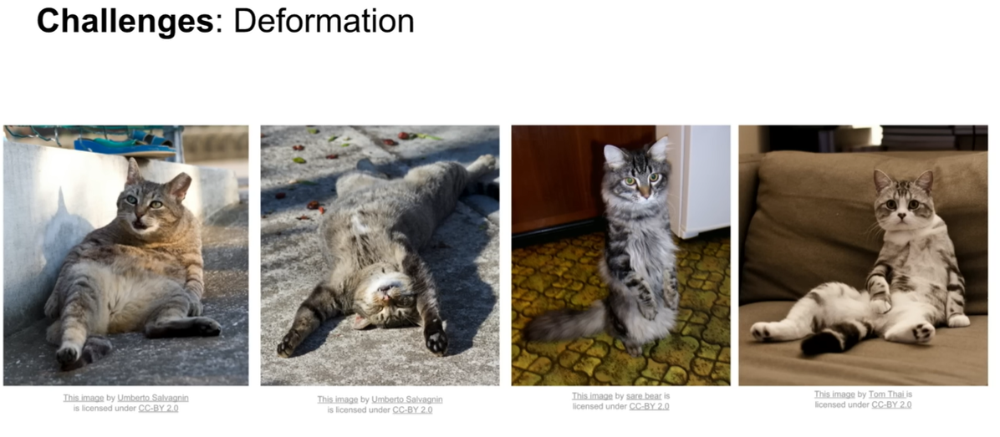 Challenges: Deformation
This image by Umberto Salvagnin
is licensed under CC-BY 2.0
This image by Umberto Salvagnin
is licensed under CC-BY 2.0
This image by sare bear is
licensed under CC-BY 2.0
This image by Tom Thai is
licensed under CC-BY 2.0